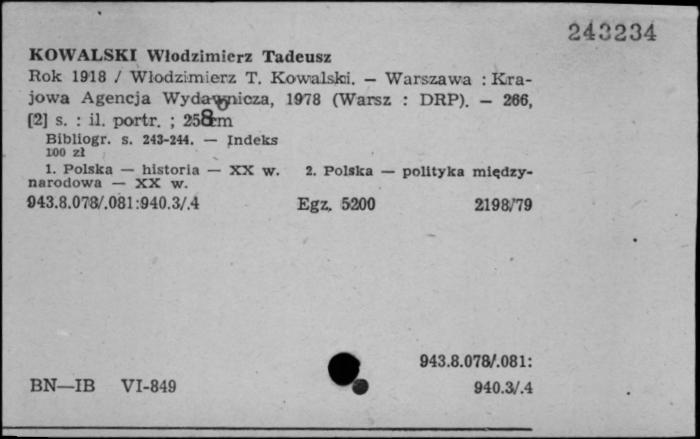 243234
KOWALSKI Włodzimierz Tadeusz
Rok 1918 / Włodzimierz T. Kowalski. — Warszawa : Kra-
jowa Agencja Wydawnicza, 1978 (Warsz : DRP). — 266,
[2] s. : il. portr. ; 25 cm
Bibliogr. s. 243-244. — Indeks
100 zł
1. Polska — historia — XX w. 2. Polska — polityka między-
narodowa — XX w.
943.8.078/.081:940.3/.4 Egz. 5200 2198/79
943.8.078/.081:
BN—IB VI-849 940.3/.4